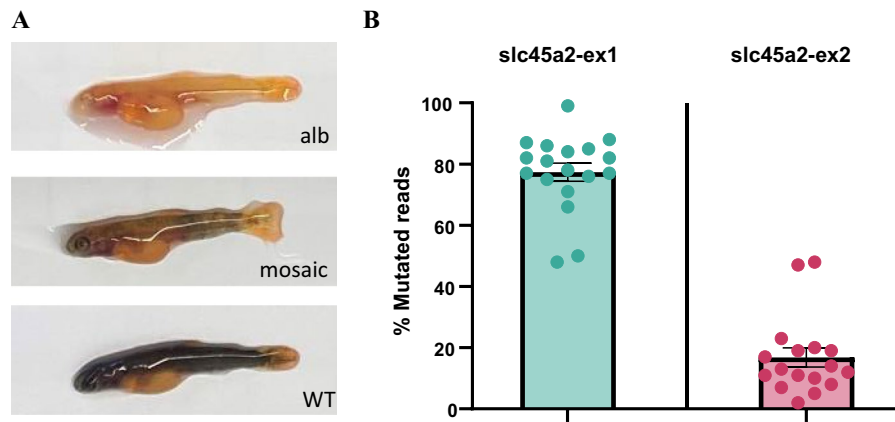 A
alb
mosaic
WT
B
slc45a2-ex1 slc45a2-ex2
% Mutated reads
100
80
60
40
20
0